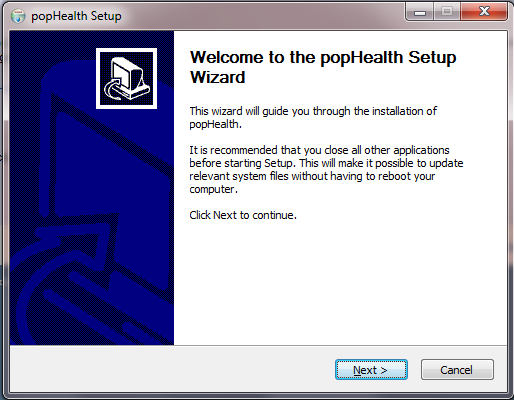 popHealth Setup
Welcome to the popHealth Setup
Wizard
This wizard will guide you through the installation of
popHealth.
It is recommended that you close all other applications
before starting Setup. This will make it possible to update
relevant system files without having to reboot your
computer.
Click Next to continue.
Next >
Cancel